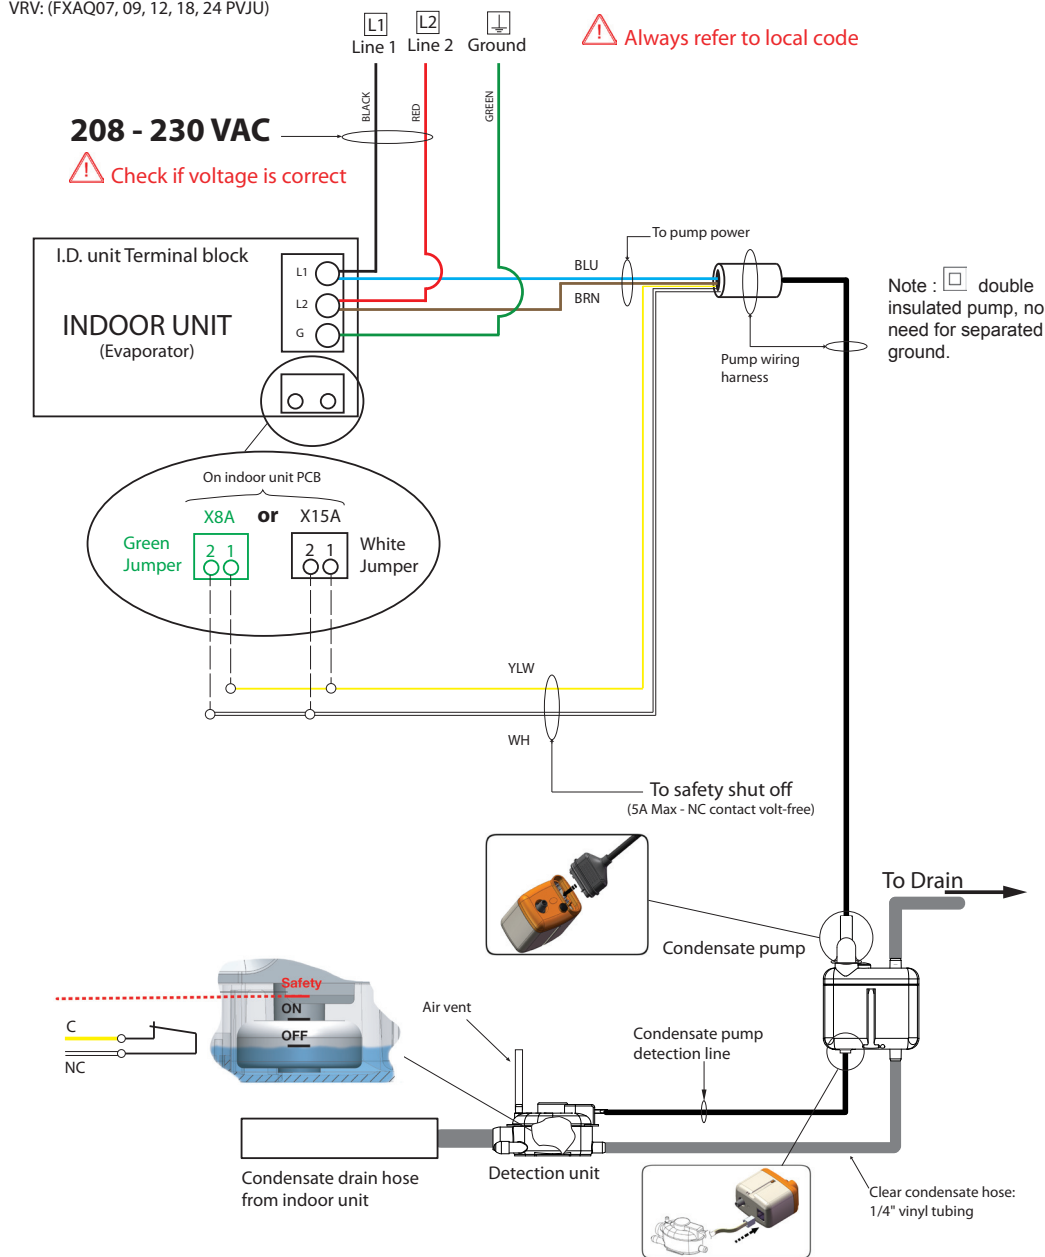 VRV: (FXAQ07, 09, 12, 18, 24 PVJU)
L1
Line 1
L2
Line 2
Ground
Always refer to local code
BLACK
RED
GREEN
208 - 230 VAC
Check if voltage is correct
I.D. unit Terminal block
L1
L2
G
INDOOR UNIT
(Evaporator)
To pump power
BLU
BRN
Pump wiring
harness
Note : double
insulated pump, no
need for separated
ground.
On indoor unit PCB
X8A or X15A
Green
Jumper
2 1
2 1
White
Jumper
YLW
WH
To safety shut off
(5A Max - NC contact volt-free)
To Drain
Condensate pump
Safety
ON
OFF
C
NC
Air vent
Condensate pump
detection line
Condensate drain hose
from indoor unit
Detection unit
Clear condensate hose:
1/4" vinyl tubing